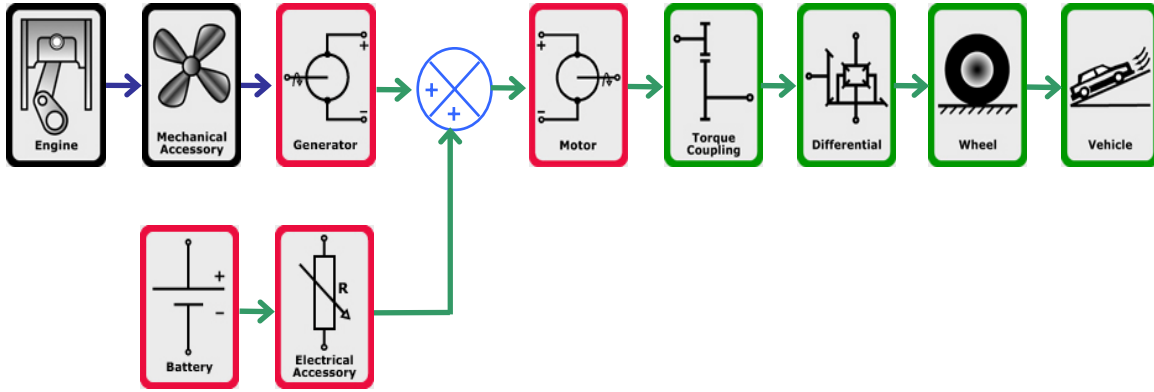 Engine
Mechanical
Accessory
+
−
Generator
+
+
+
−
Motor
Torque
Coupling
Differential
Wheel
Vehicle
+
−
Battery
R
Electrical
Accessory